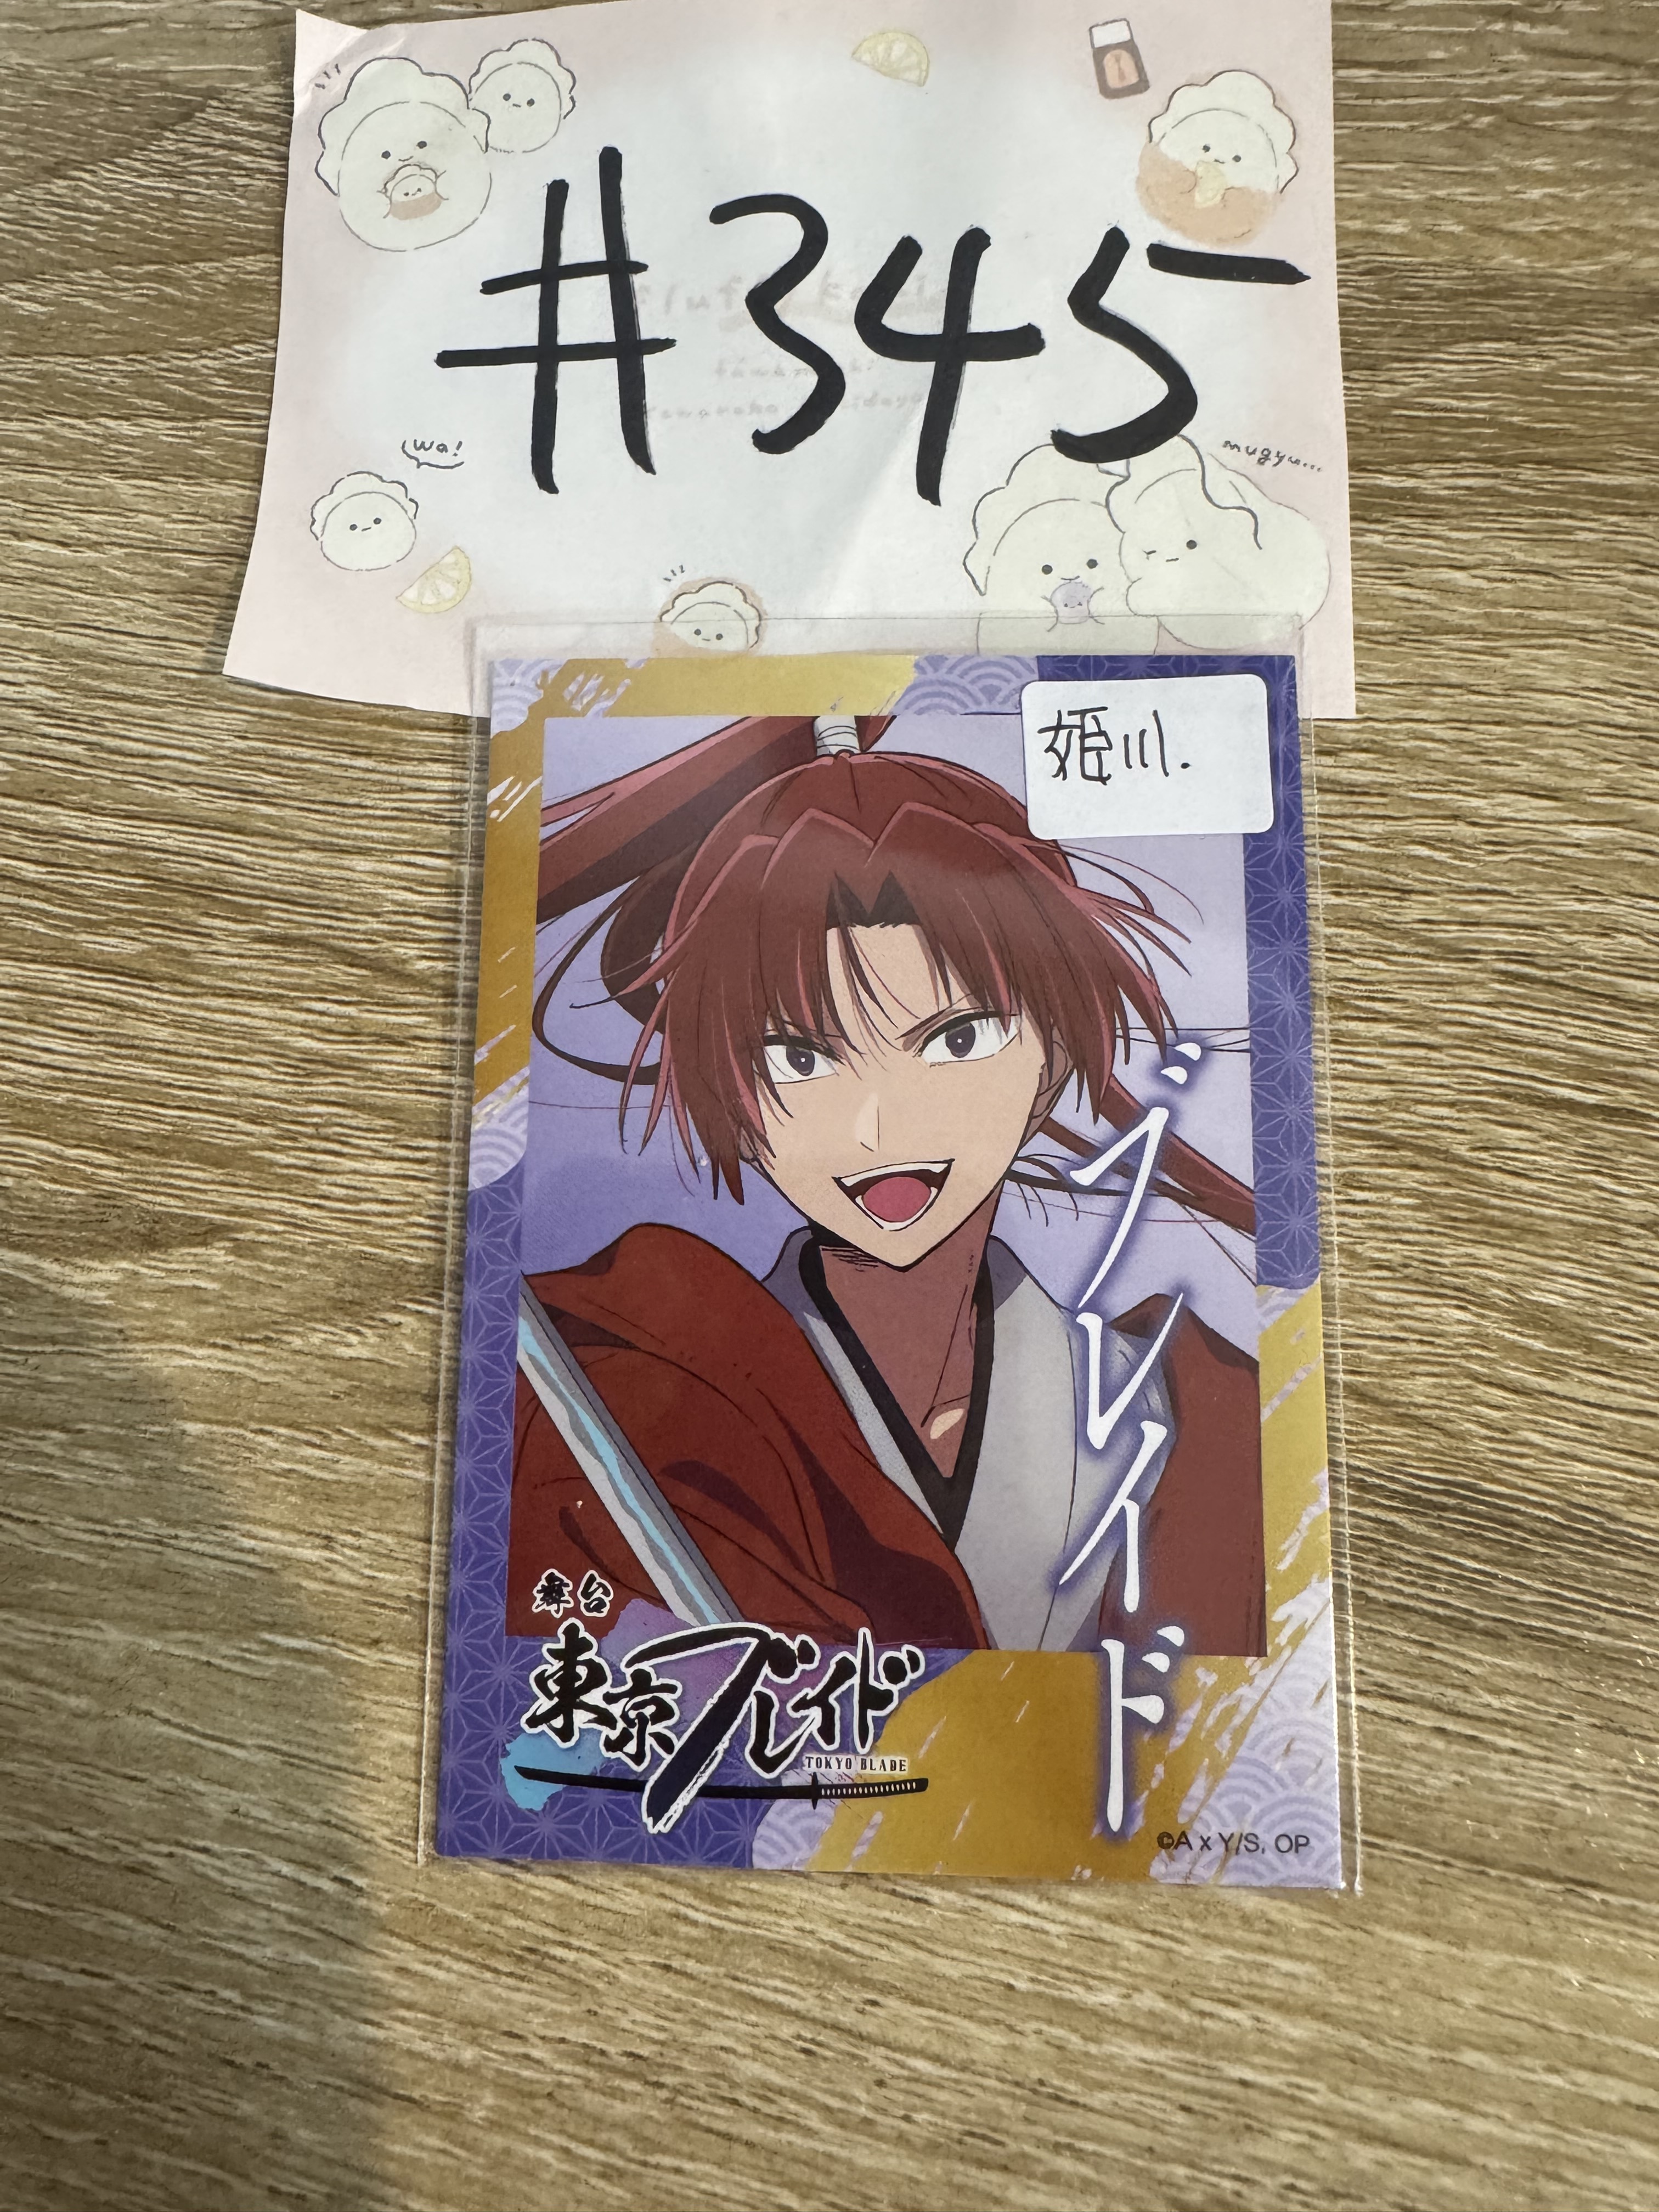 #345
wa!
mugyu...
姫川.
ブレイド
舞台
東京ブレイド
TOKYO BLADE
©A x Y/S, OP